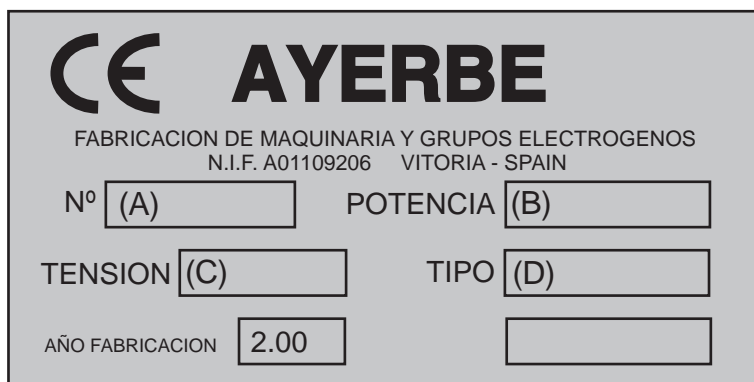 CE AYERBE
FABRICACION DE MAQUINARIA Y GRUPOS ELECTROGENOS
N.I.F. A01109206 VITORIA - SPAIN
Nº (A) POTENCIA (B)
TENSION (C) TIPO (D)
AÑO FABRICACION 2.00